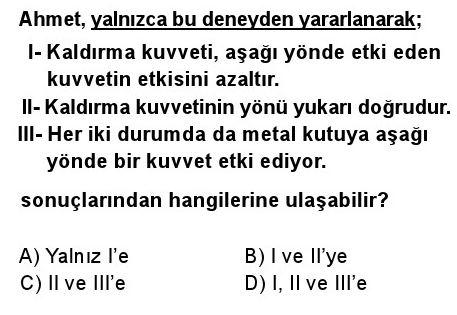 Ahmet, yalnızca bu deneyden yararlanarak;
I- Kaldırma kuvveti, aşağı yönde etki eden
kuvvetin etkisini azaltır.
II- Kaldırma kuvvetinin yönü yukarı doğrudur.
III- Her iki durumda da metal kutuya aşağı
yönde bir kuvvet etki ediyor.
sonuçlarından hangilerine ulaşabilir?
A) Yalnız I'e B) I ve II'ye
C) II ve III'e D) I, II ve III'e